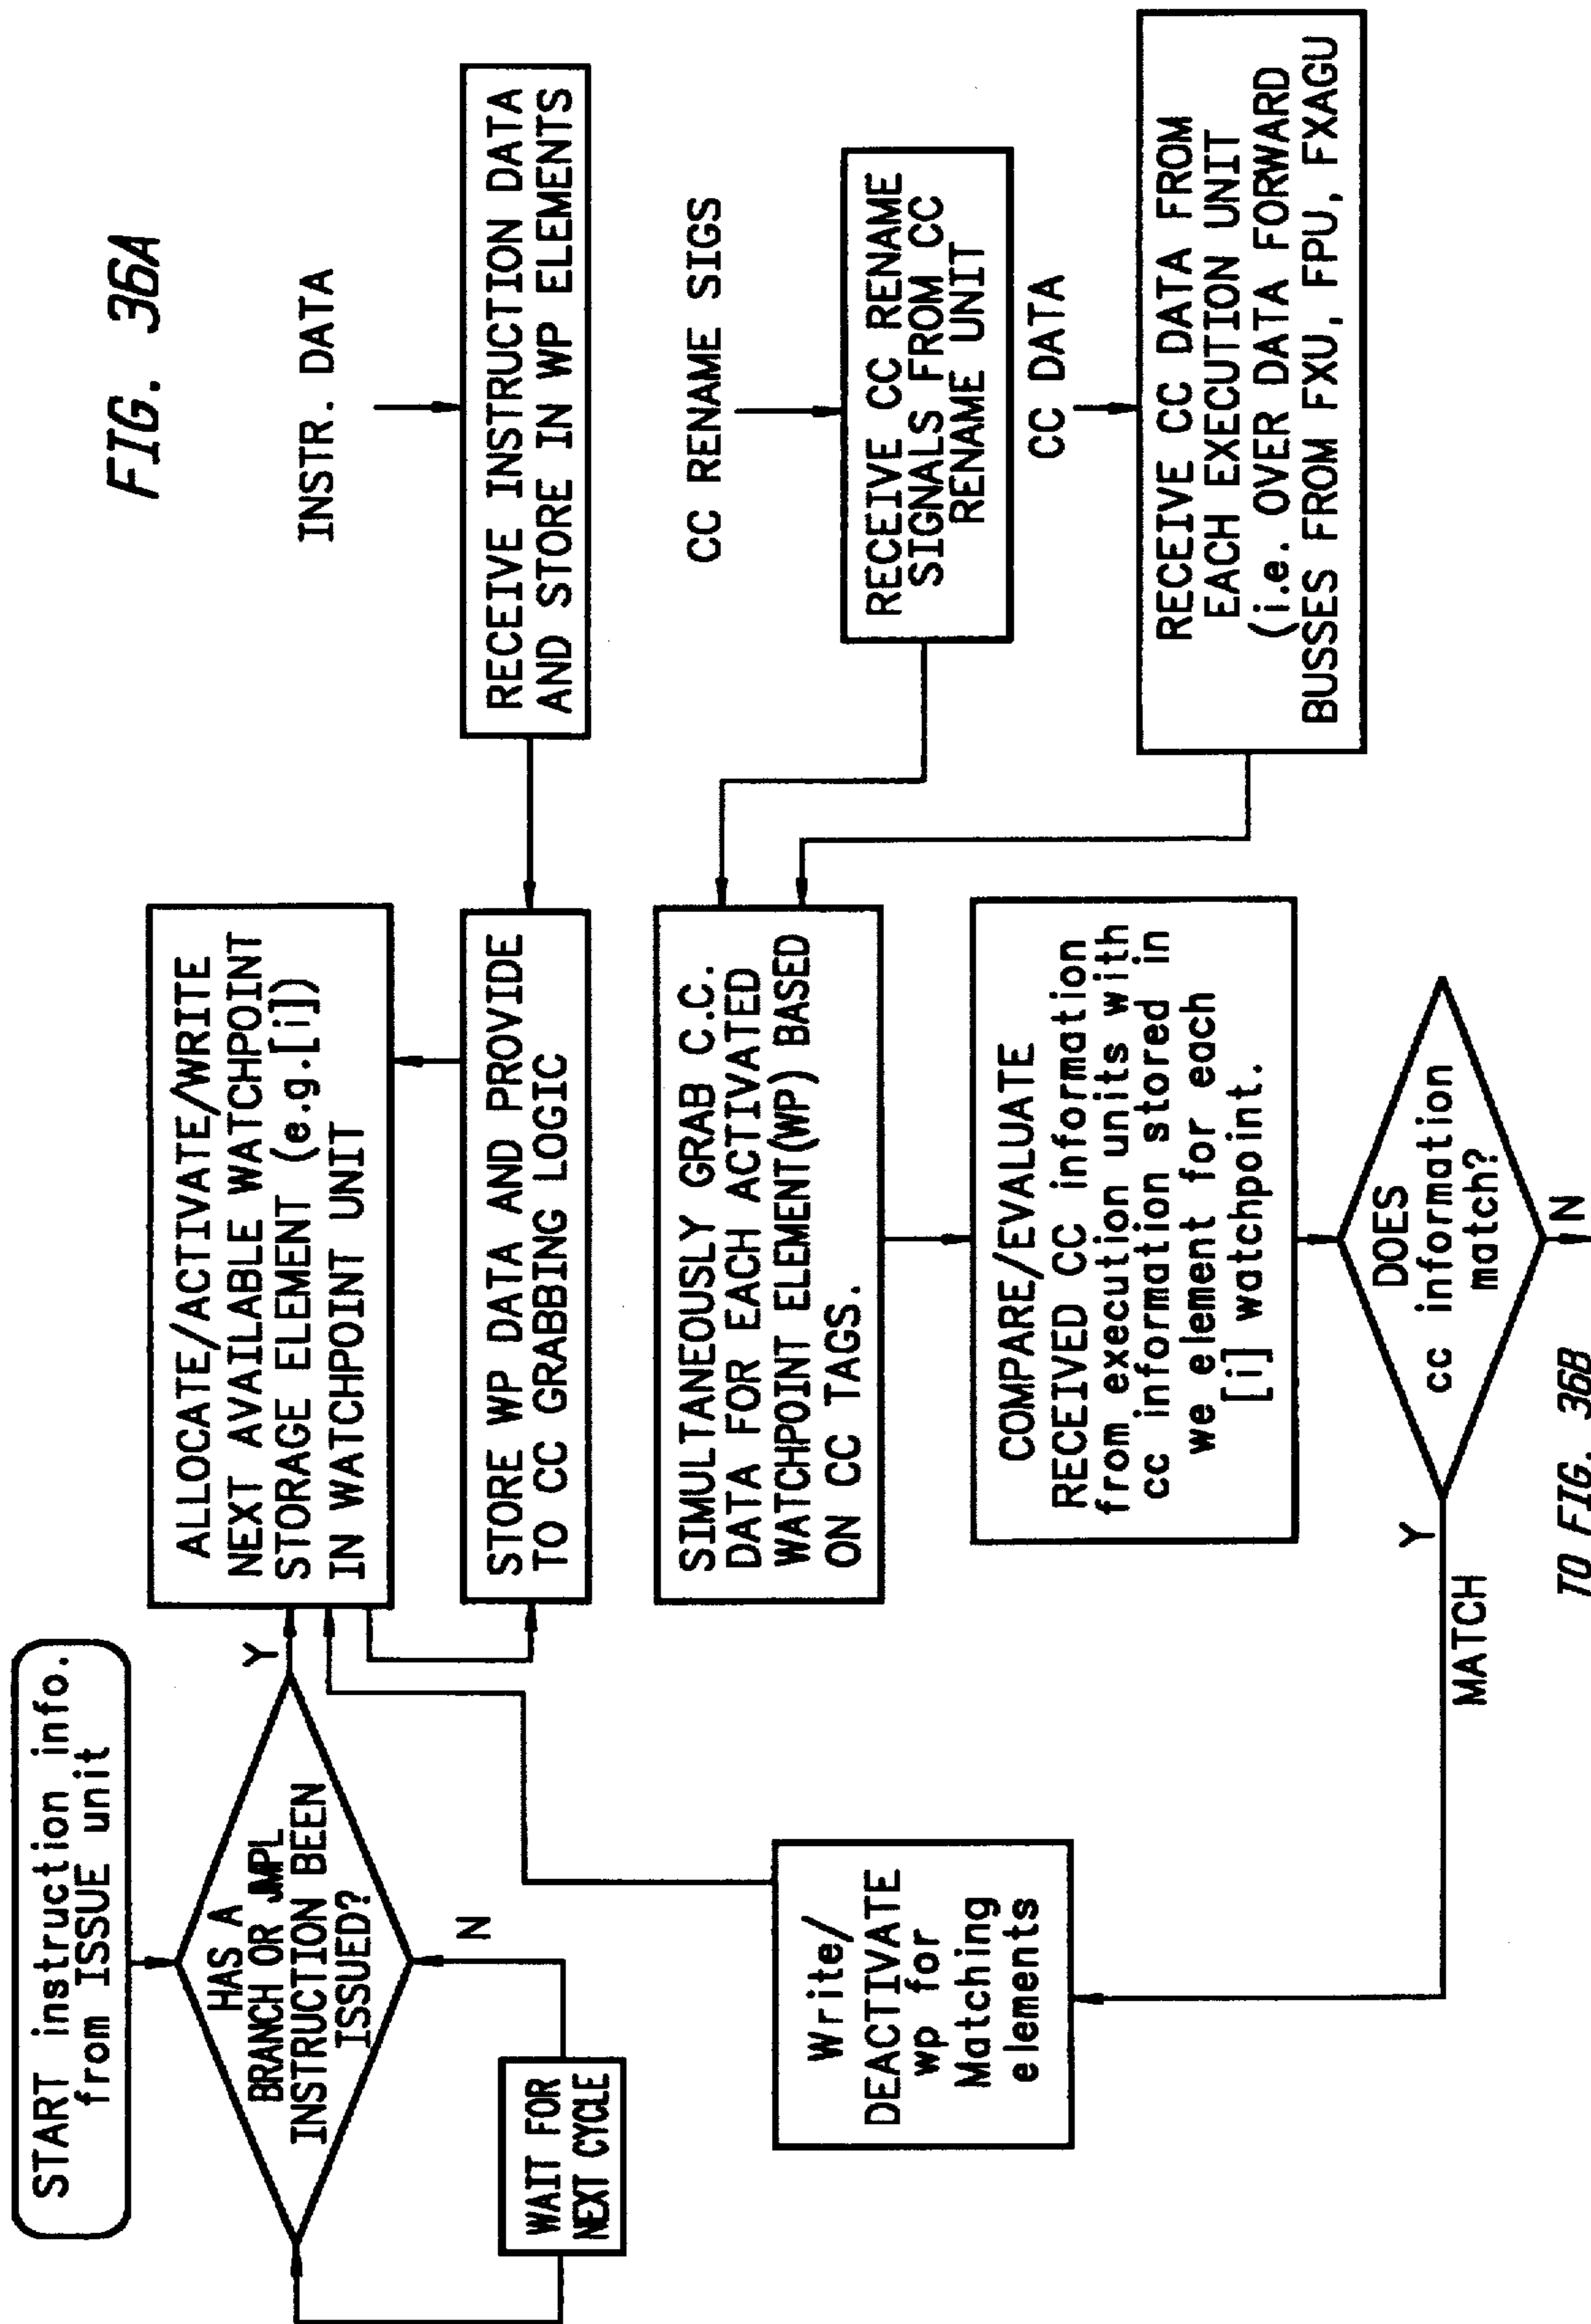 FIG. 36A
START instruction info.
from ISSUE unit
HAS A
BRANCH OR JMPL
INSTRUCTION BEEN
ISSUED?
Y
N
WAIT FOR
NEXT CYCLE
ALLOCATE/ACTIVATE/WRITE
NEXT AVAILABLE WATCHPOINT
STORAGE ELEMENT (e.g.[i])
IN WATCHPOINT UNIT
INSTR. DATA
RECEIVE INSTRUCTION DATA
AND STORE IN WP ELEMENTS
STORE WP DATA AND PROVIDE
TO CC GRABBING LOGIC
CC RENAME SIGS
RECEIVE CC RENAME
SIGNALS FROM CC
RENAME UNIT
SIMULTANEOUSLY GRAB C.C.
DATA FOR EACH ACTIVATED
WATCHPOINT ELEMENT(WP) BASED
ON CC TAGS.
CC DATA
RECEIVE CC DATA FROM
EACH EXECUTION UNIT
(i.e. OVER DATA FORWARD
BUSSES FROM FXU, FPU, FXAGU
COMPARE/EVALUATE
RECEIVED CC information
from execution units with
cc information stored in
we element for each
[i] watchpoint.
Write/
DEACTIVATE
wp for
Matching
elements
DOES
cc information
match?
Y
MATCH
N
TO FIG. 36B